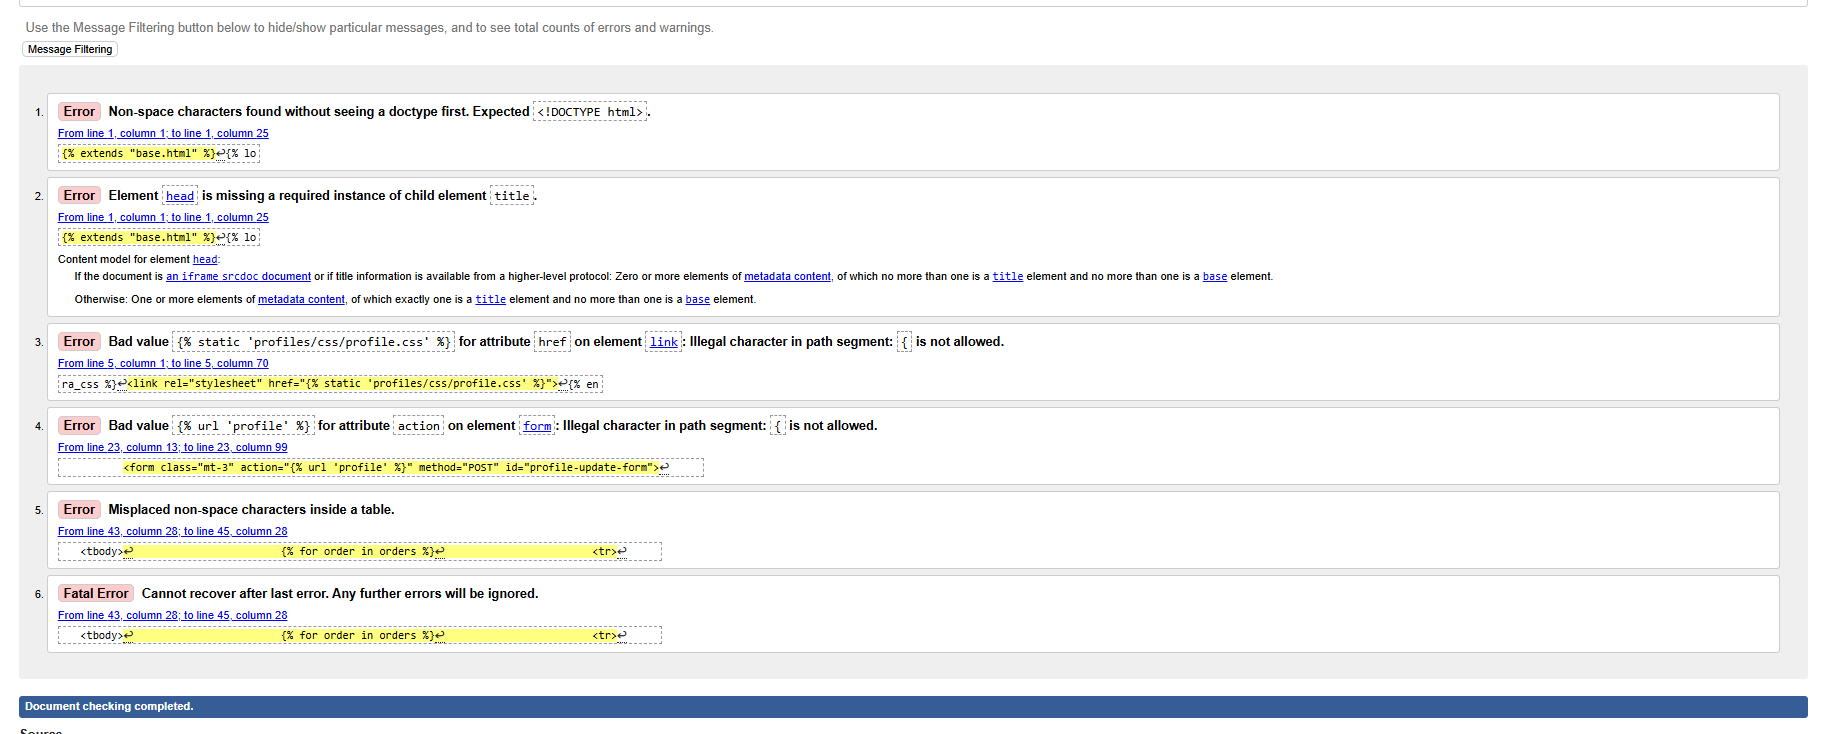 Use the Message Filtering button below to hide/show particular messages, and to see total counts of errors and warnings.
Message Filtering
1. Error Non-space characters found without seeing a doctype first. Expected <!DOCTYPE html>.
From line 1, column 1; to line 1, column 25
{% extends "base.html" %}↩{% lo
2. Error Element head is missing a required instance of child element title.
From line 1, column 1; to line 1, column 25
{% extends "base.html" %}↩{% lo
Content model for element head:
If the document is an iframe srcdoc document or if title information is available from a higher-level protocol: Zero or more elements of metadata content, of which no more than one is a title element and no more than one is a base element.
Otherwise: One or more elements of metadata content, of which exactly one is a title element and no more than one is a base element.
3. Error Bad value {% static 'profiles/css/profile.css' %} for attribute href on element link: Illegal character in path segment: { is not allowed.
From line 5, column 1; to line 5, column 70
ra_css %}↩<link rel="stylesheet" href="{% static 'profiles/css/profile.css' %}">↩{% en
4. Error Bad value {% url 'profile' %} for attribute action on element form: Illegal character in path segment: { is not allowed.
From line 23, column 13; to line 23, column 99
<form class="mt-3" action="{% url 'profile' %}" method="POST" id="profile-update-form">↩
5. Error Misplaced non-space characters inside a table.
From line 43, column 28; to line 45, column 28
<tbody>↩ {% for order in orders %}↩ <tr>↩
6. Fatal Error Cannot recover after last error. Any further errors will be ignored.
From line 43, column 28; to line 45, column 28
<tbody>↩ {% for order in orders %}↩ <tr>↩
Document checking completed.
Source